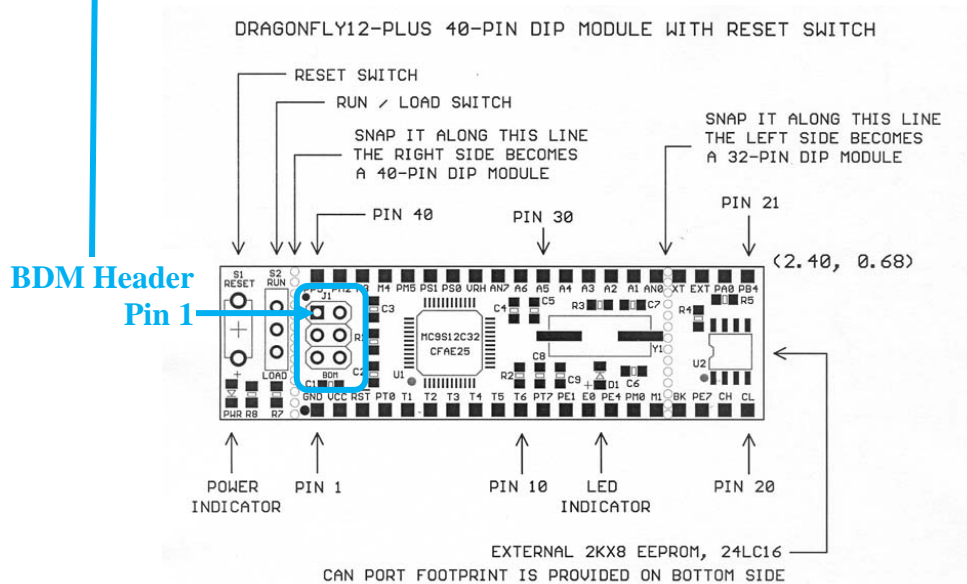 DRAGONFLY12-PLUS 40-PIN DIP MODULE WITH RESET SWITCH
RESET SWITCH
RUN / LOAD SWITCH
SNAP IT ALONG THIS LINE
THE RIGHT SIDE BECOMES
A 40-PIN DIP MODULE
SNAP IT ALONG THIS LINE
THE LEFT SIDE BECOMES
A 32-PIN DIP MODULE
PIN 40
PIN 30
PIN 21
BDM Header
Pin 1
(2.40, 0.68)
S1
RESET
S2
RUN
PM2 M4 PM5 PS1 PS0 VRH AN7 A6 A5 A4 A3 A2 A1 AN0 XT EXT PA0 PB4
J1
C3
C4
C5
R3
C7
R5
R4
MC9S12C32
CFAE25
Y1
BDM
LOAD
C2
C1
U1
R2
C8
C9
D1
C6
U2
+
+
GND VCC RST PT0 T1 T2 T3 T4 T5 T6 PT7 PE1 E0 PE4 PM0 M1 BK PE7 CH CL
PWR R8 R7
POWER
INDICATOR
PIN 1
PIN 10
LED
INDICATOR
PIN 20
EXTERNAL 2KX8 EEPROM, 24LC16
CAN PORT FOOTPRINT IS PROVIDED ON BOTTOM SIDE